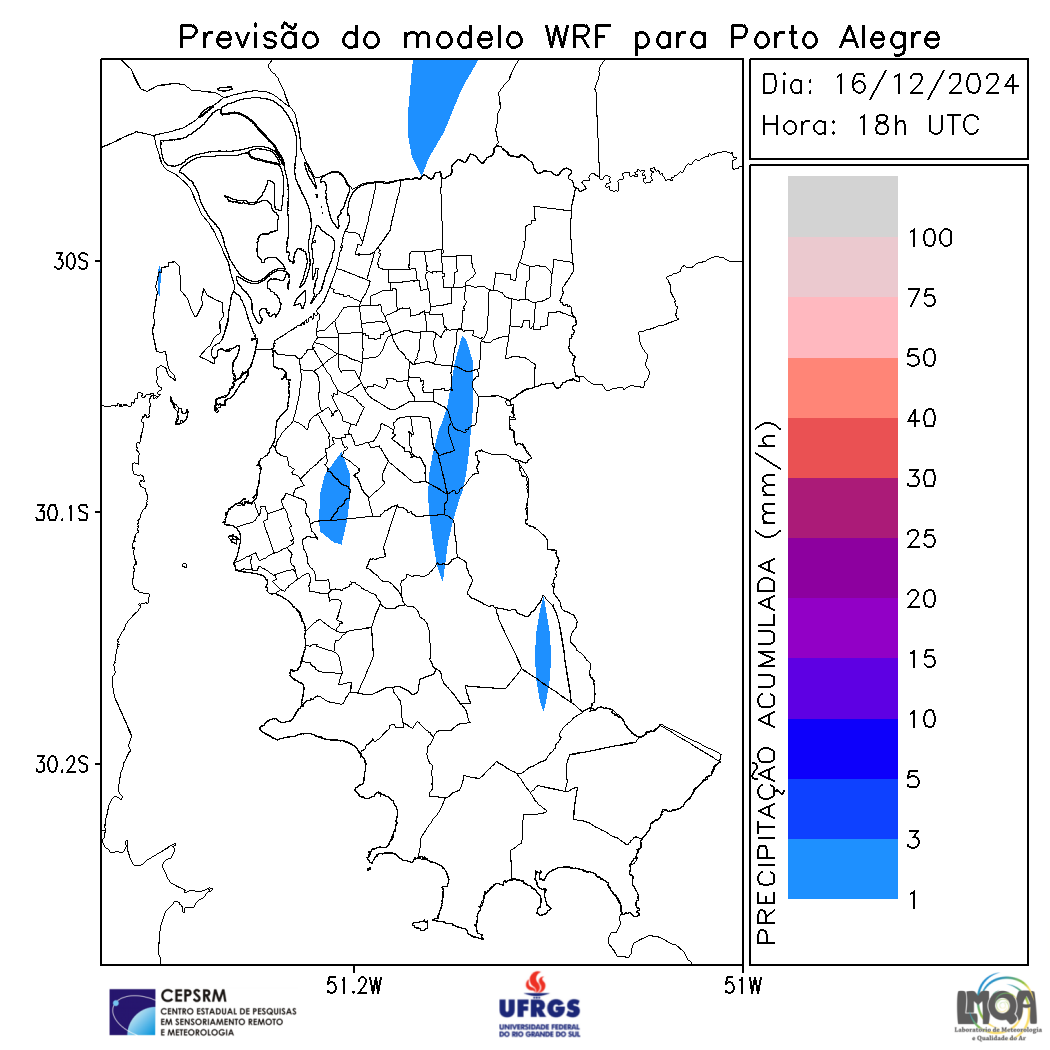 Previsão do modelo WRF para Porto Alegre
Dia: 16/12/2024
Hora: 18h UTC
30S
30.1S
30.2S
51.2W
51W
PRECIPITAÇÃO ACUMULADA (mm/h)
100
75
50
40
30
25
20
15
10
5
3
1
CEPSRM
CENTRO ESTADUAL DE PESQUISAS
EM SENSORIAMENTO REMOTO
E METEOROLOGIA
UFRGS
UNIVERSIDADE FEDERAL
DO RIO GRANDE DO SUL
LMQA
Laboratório de Meteorologia
e Qualidade do Ar